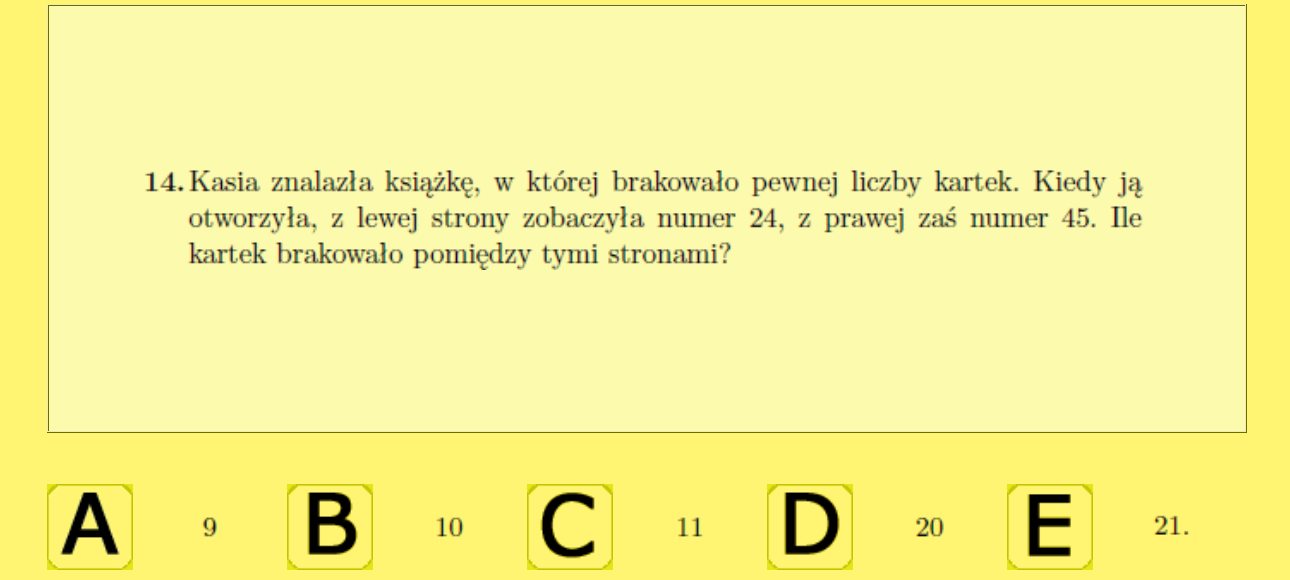 14. Kasia znalazła książkę, w której brakowało pewnej liczby kartek. Kiedy ją
otworzyła, z lewej strony zobaczyła numer 24, z prawej zaś numer 45. Ile
kartek brakowało pomiędzy tymi stronami?
A 9 B 10 C 11 D 20 E 21.